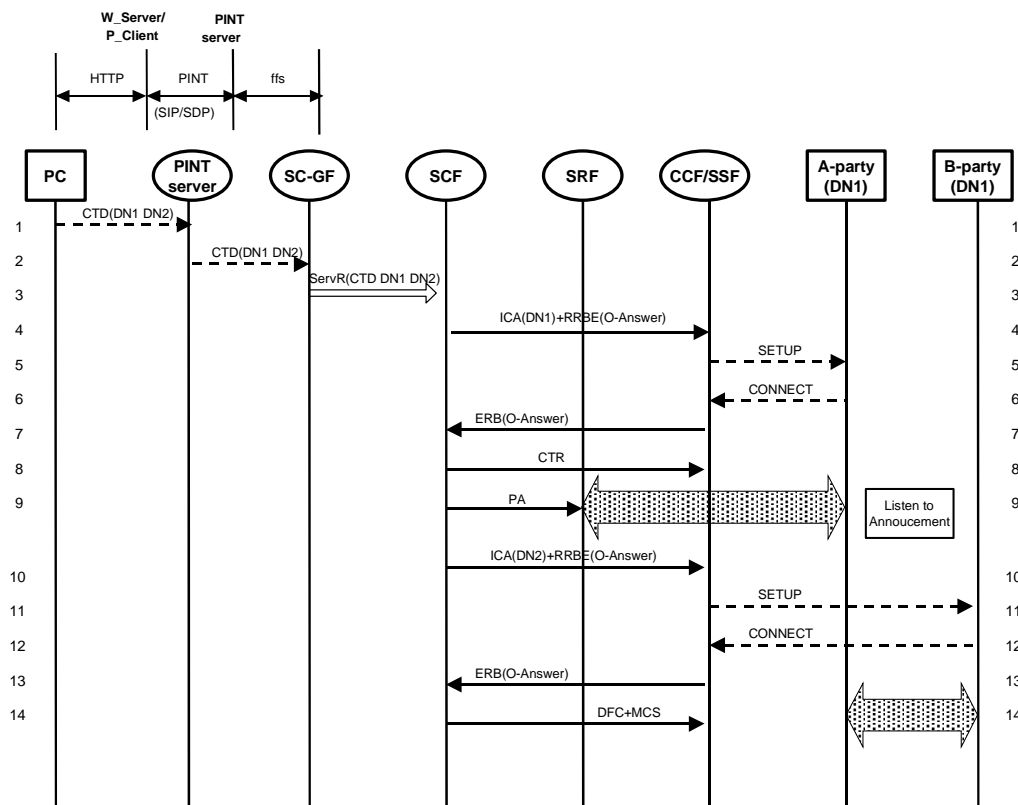 W_Server/
P_Client
PINT
server
HTTP
PINT
ffs
(SIP/SDP)
PC
PINT
server
SC-GF
SCF
SRF
CCF/SSF
A-party
(DN1)
B-party
(DN1)
1
CTD(DN1 DN2)
1
2
CTD(DN1 DN2)
2
3
ServR(CTD DN1 DN2)
3
4
ICA(DN1)+RRBE(O-Answer)
4
5
SETUP
5
6
CONNECT
6
7
ERB(O-Answer)
7
8
CTR
8
9
PA
Listen to
Annoucement
9
10
ICA(DN2)+RRBE(O-Answer)
10
11
SETUP
11
12
CONNECT
12
13
ERB(O-Answer)
13
14
DFC+MCS
14